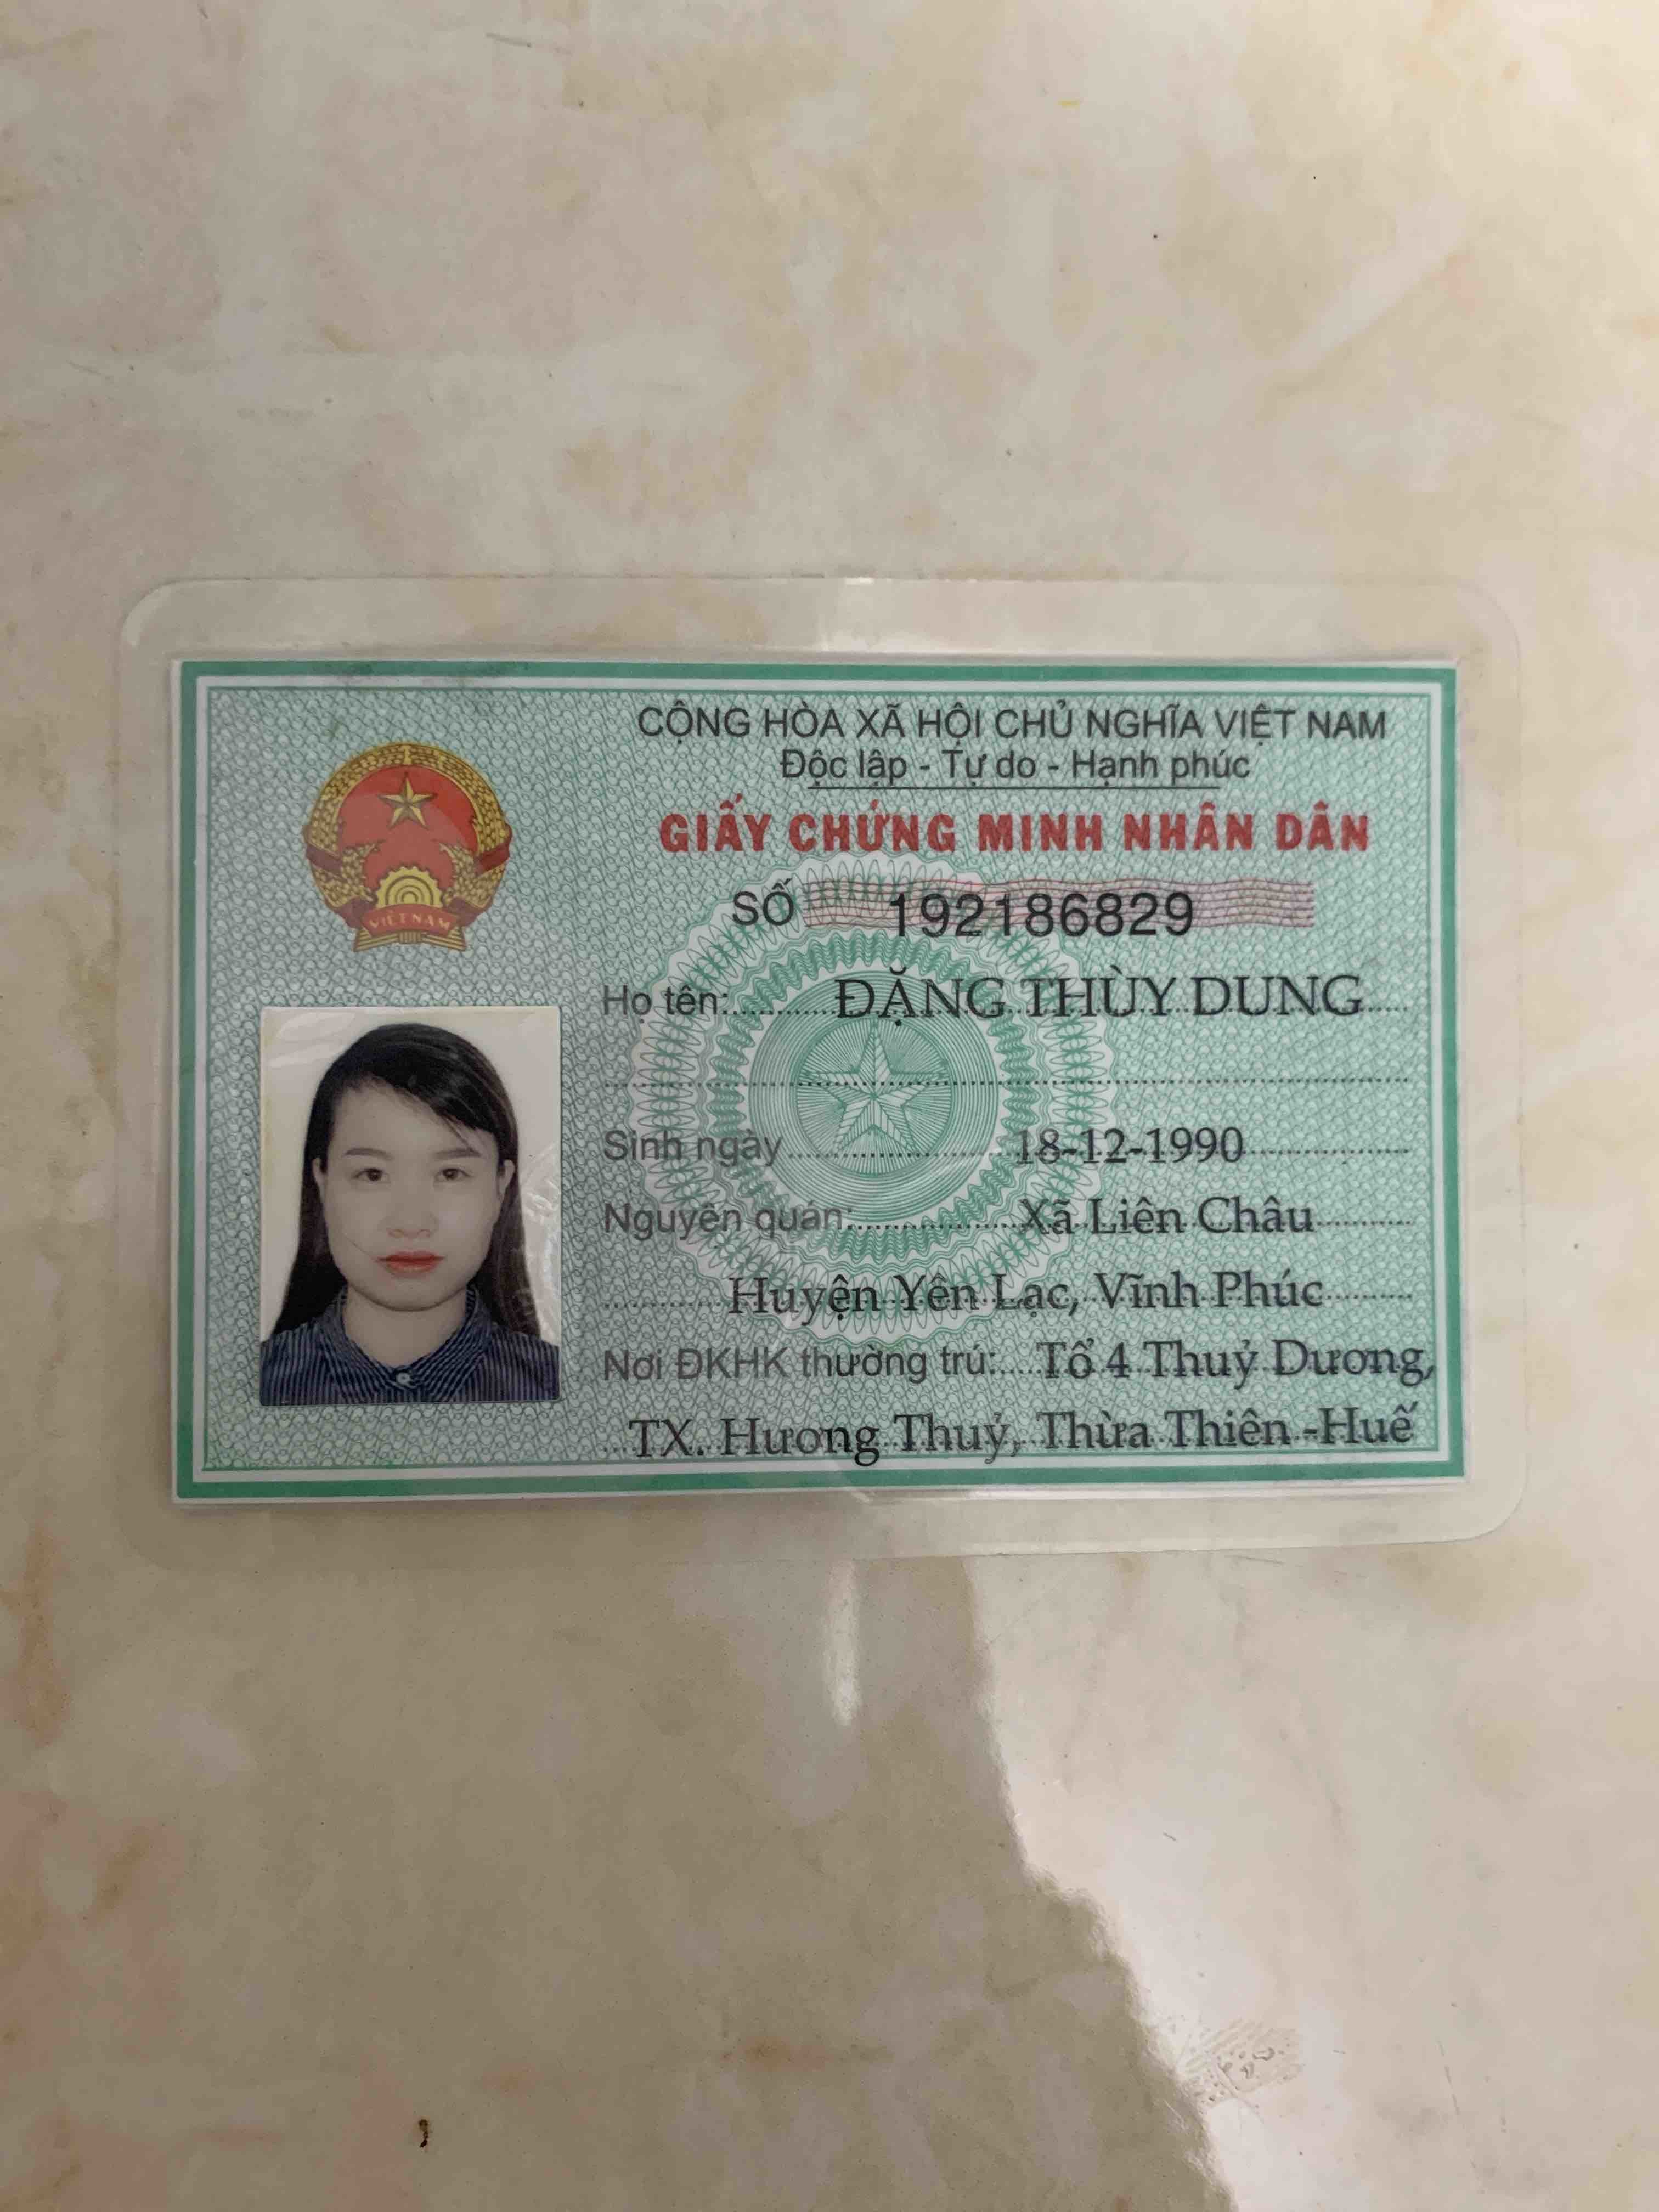 CỘNG HÒA XÃ HỘI CHỦ NGHĨA VIỆT NAM
Độc lập - Tự do - Hạnh phúc
GIẤY CHỨNG MINH NHÂN DÂN
SỐ 192186829
VIỆT NAM
Họ tên: ĐẶNG THÙY DUNG
Sinh ngày 18-12-1990
Nguyên quán: Xã Liên Châu
Huyện Yên Lạc, Vĩnh Phúc
Nơi ĐKHK thường trú: Tổ 4 Thuỷ Dương,
TX. Hương Thuỷ, Thừa Thiên -Huế